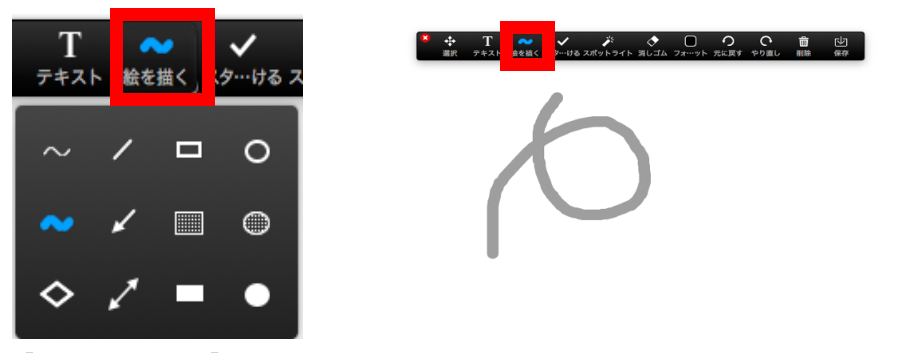 T
テキスト 絵を描く スタ…ける ス
選択 テキスト 絵を描く スタ…ける スポットライト 消しゴム フォ…ット 元に戻す やり直し 削除 保存